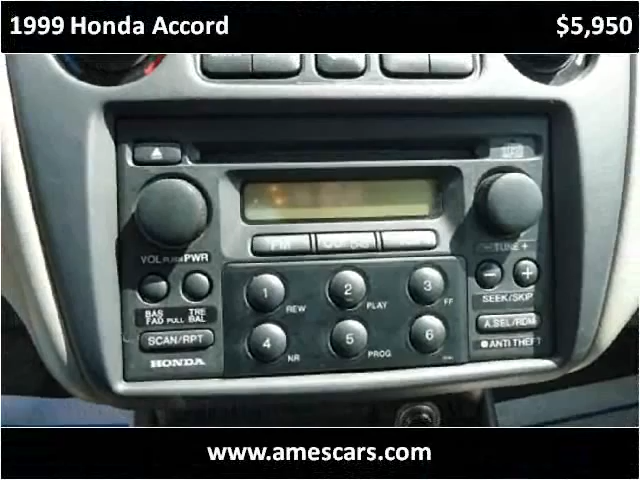 1999 Honda Accord
$5,950
VOL PUSH PWR
BAS
FAD PULL
TRE
BAL
SCAN/RPT
HONDA
FM
1 REW
2 PLAY
3 FF
4 NR
5 PROG
6
− TUNE +
− +
SEEK/SKIP
A.SEL/RDM
ANTI THEFT
www.amescars.com